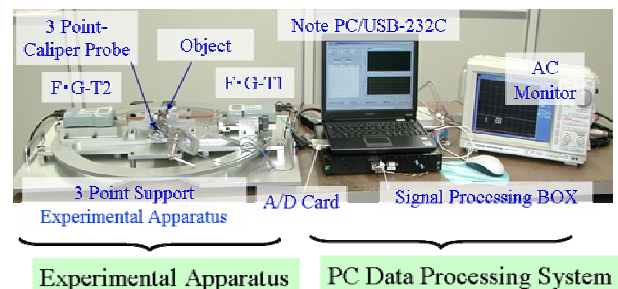 3 Point-
Caliper Probe
Object
Note PC/USB-232C
F・G-T2
F・G-T1
AC
Monitor
3 Point Support
Experimental Apparatus
A/D Card
Signal Processing BOX
Experimental Apparatus
PC Data Processing System